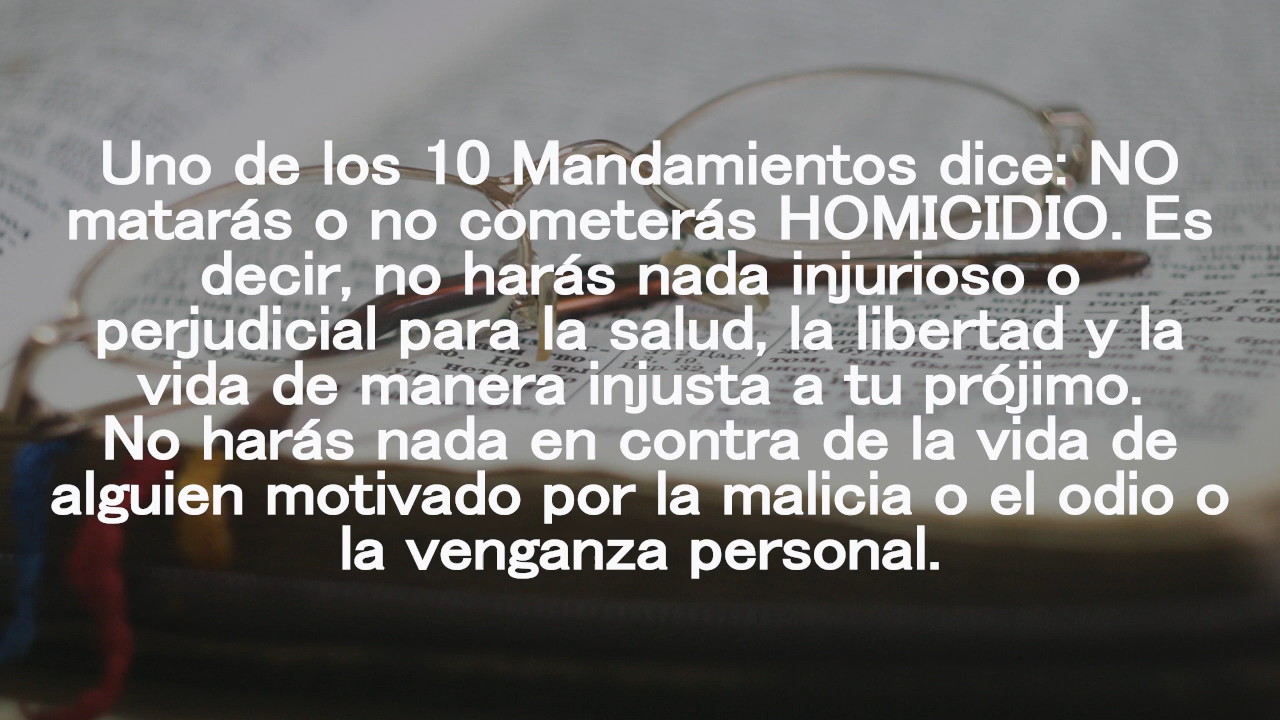 Uno de los 10 Mandamientos dice: NO
matarás o no cometerás HOMICIDIO. Es
decir, no harás nada injurioso o
perjudicial para la salud, la libertad y la
vida de manera injusta a tu prójimo.
No harás nada en contra de la vida de
alguien motivado por la malicia o el odio o
la venganza personal.